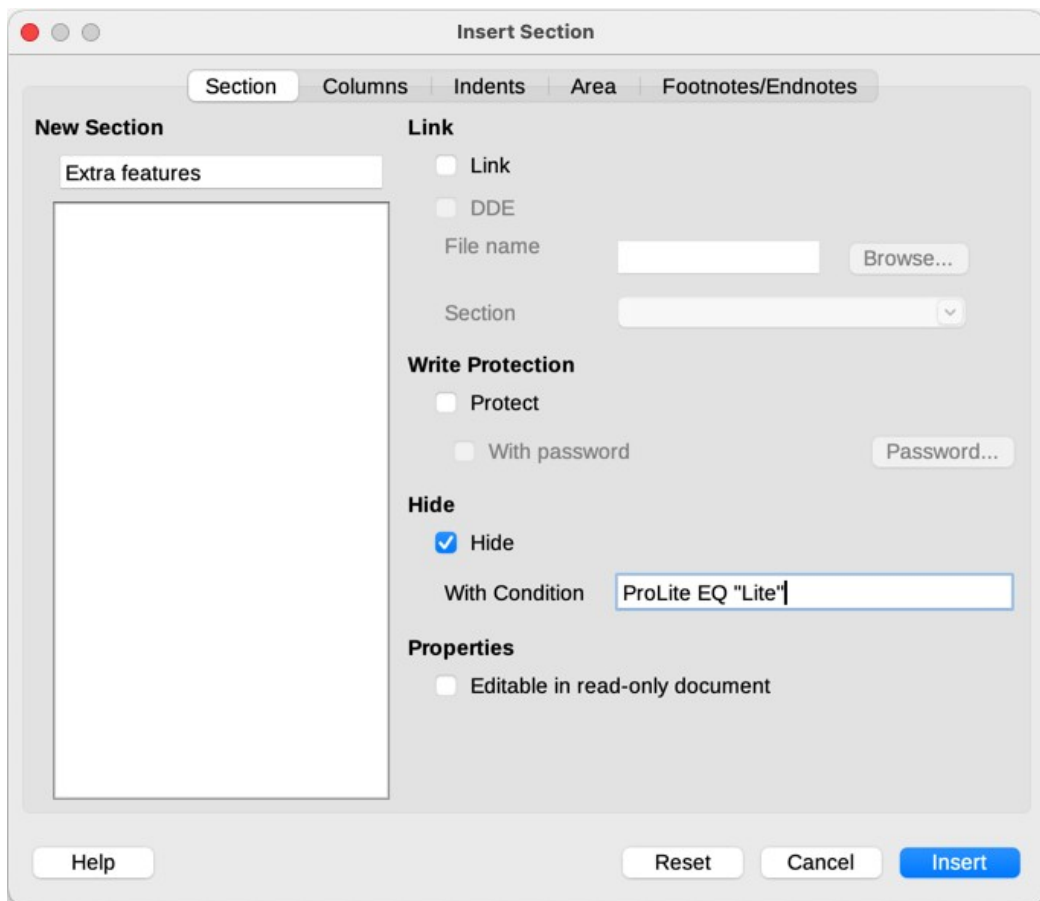 Insert Section
Section Columns Indents Area Footnotes/Endnotes
New Section
Extra features
Link
Link
DDE
File name
Browse...
Section
Write Protection
Protect
With password
Password...
Hide
Hide
With Condition
ProLite EQ "Lite"
Properties
Editable in read-only document
Help
Reset
Cancel
Insert